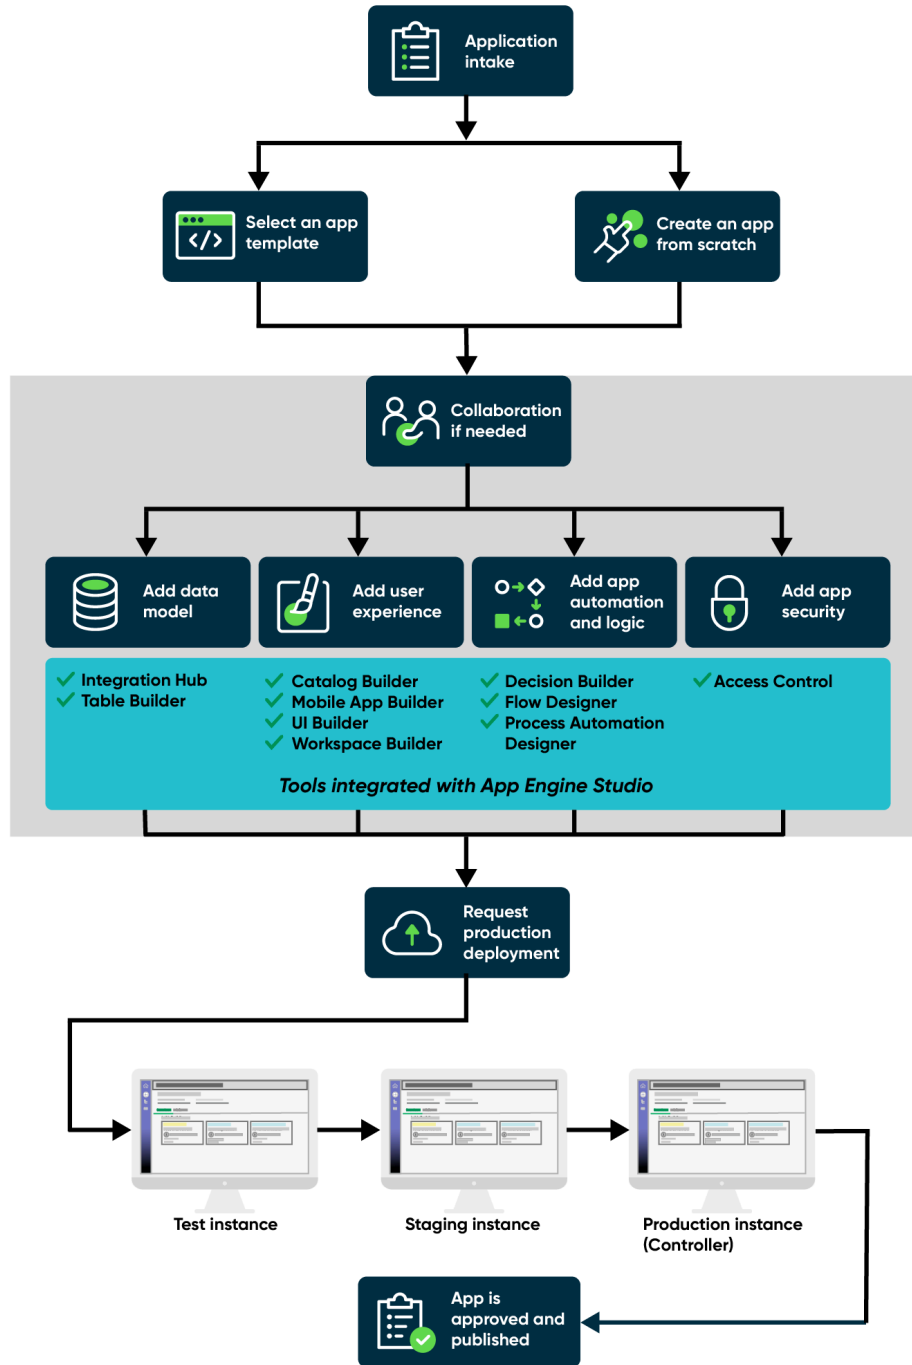 Application
intake
Select an app
template
Create an app
from scratch
Collaboration
if needed
Add data
model
Add user
experience
Add app
automation
and logic
Add app
security
Integration Hub
Table Builder
Catalog Builder
Mobile App Builder
UI Builder
Workspace Builder
Decision Builder
Flow Designer
Process Automation
Designer
Access Control
Tools integrated with App Engine Studio
Request
production
deployment
Test instance
Staging instance
Production instance
(Controller)
App is
approved and
published